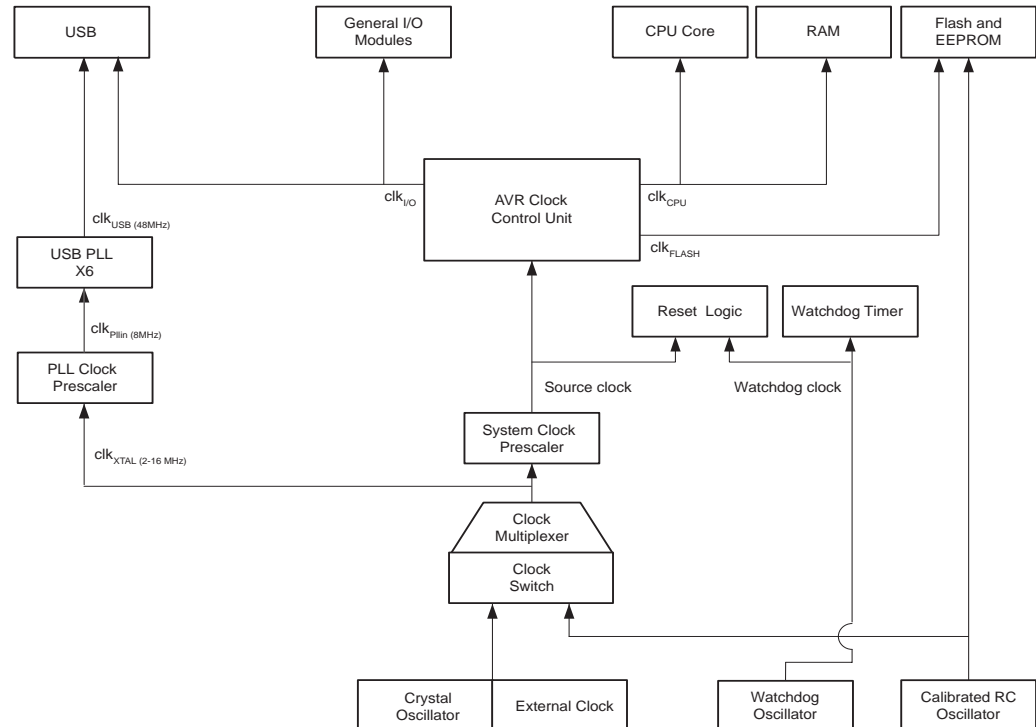 USB
General I/O
Modules
CPU Core
RAM
Flash and
EEPROM
AVR Clock
Control Unit
clkI/O
clkCPU
clkFLASH
clkUSB (48MHz)
USB PLL
X6
clkPllin (8MHz)
PLL Clock
Prescaler
Reset Logic
Watchdog Timer
Source clock
Watchdog clock
System Clock
Prescaler
clkXTAL (2-16 MHz)
Clock
Multiplexer
Clock
Switch
Crystal
Oscillator
External Clock
Watchdog
Oscillator
Calibrated RC
Oscillator